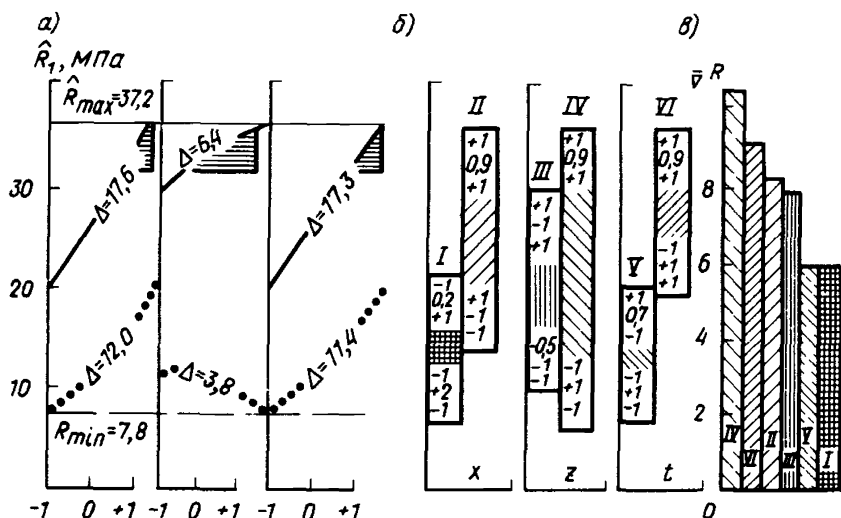 а)
б)
в)
R̂₁, МПа
R̂max=37,2
30
20
10
Δ=17,6
Δ=6,4
Δ=17,3
Δ=12,0
Δ=3,8
Δ=11,4
Rmin=7,8
-1 0 +1 -1 0 +1 -1 0 +1
I
-1
0,2
+1
-1
+2
-1
II
+1
0,9
+1
+1
-1
-1
x
III
+1
-1
+1
-0,5
-1 -1
IV
+1
0,9
+1
-1
+1
-1
z
V
+1
0,7
-1
-1
+1
-1
VI
+1
0,9
+1
-1
+1
+1
t
v̄ R
8
6
4
2
0
IV VI II III V I